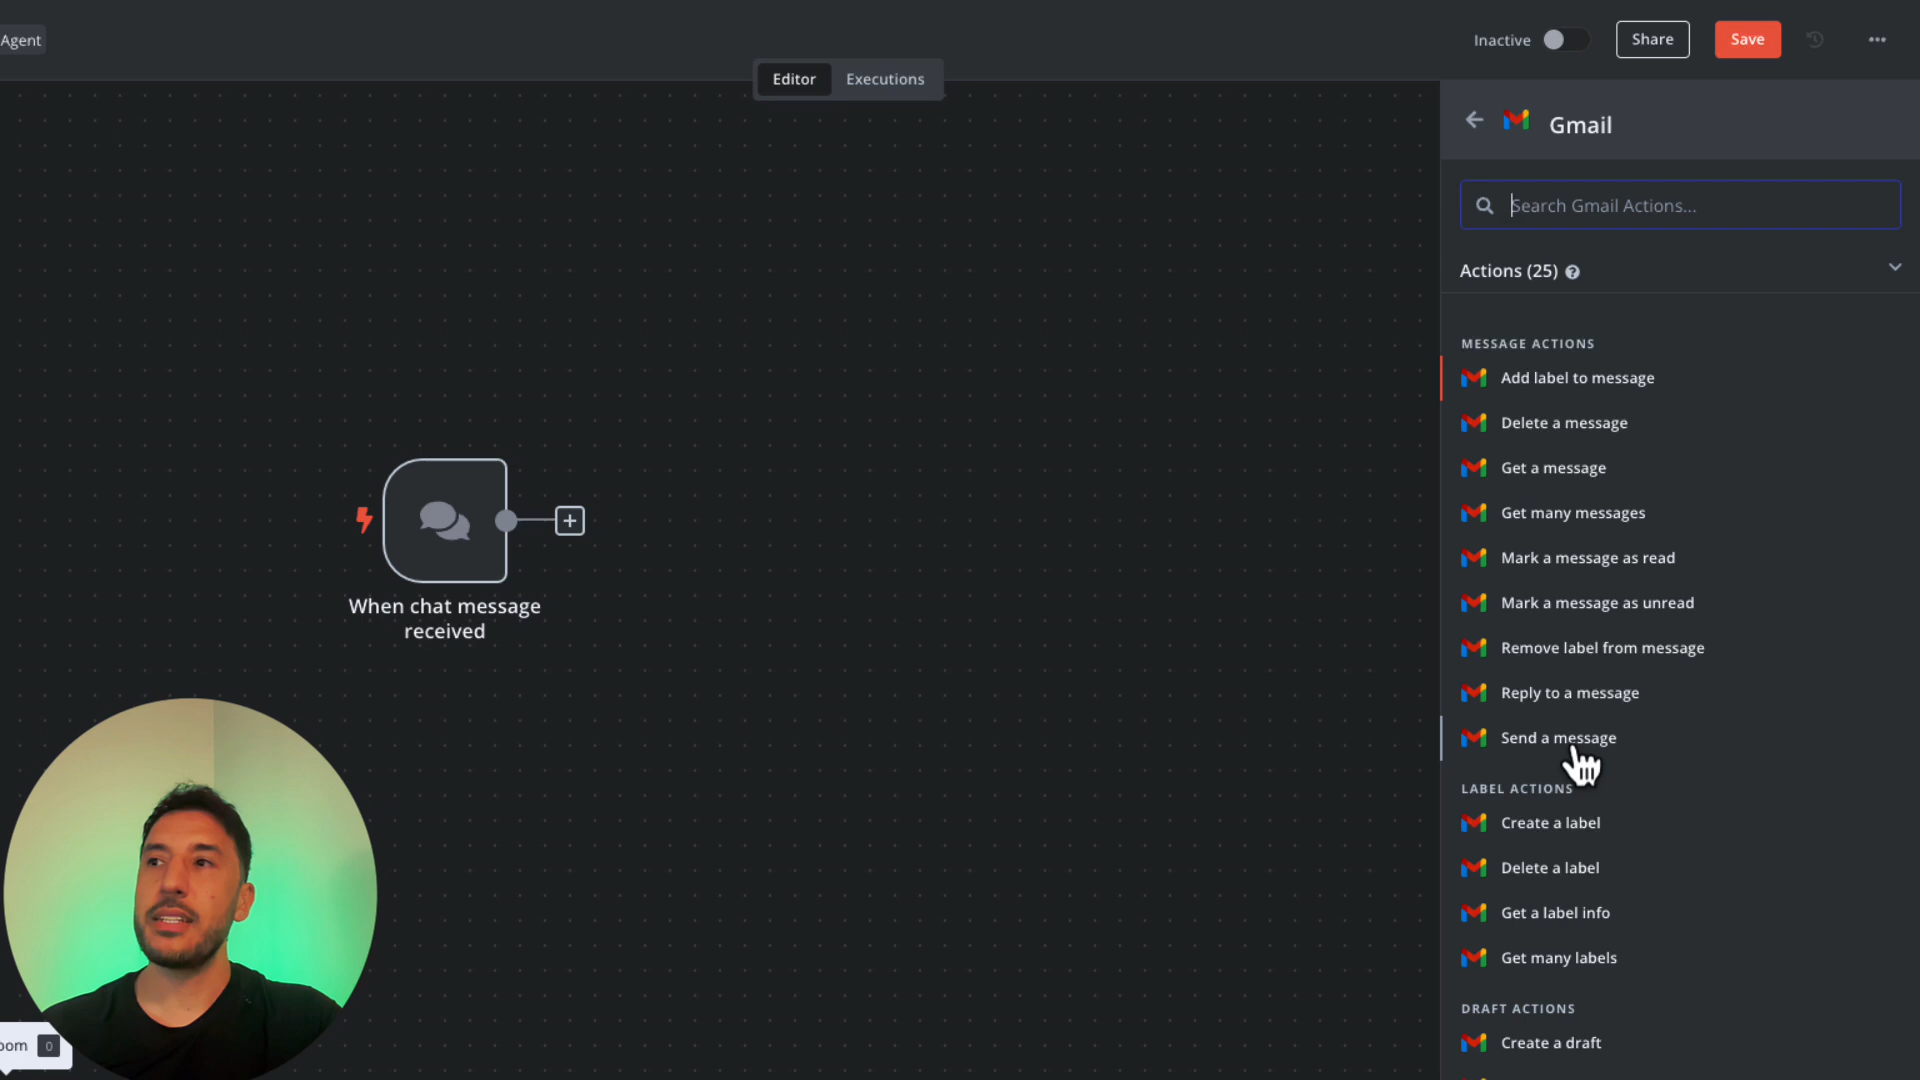 Agent
Inactive
Share
Save
Editor
Executions
Gmail
Search Gmail Actions...
Actions (25)
MESSAGE ACTIONS
Add label to message
Delete a message
Get a message
Get many messages
Mark a message as read
Mark a message as unread
Remove label from message
Reply to a message
Send a message
LABEL ACTIONS
Create a label
Delete a label
Get a label info
Get many labels
DRAFT ACTIONS
Create a draft
When chat message
received
oom 0